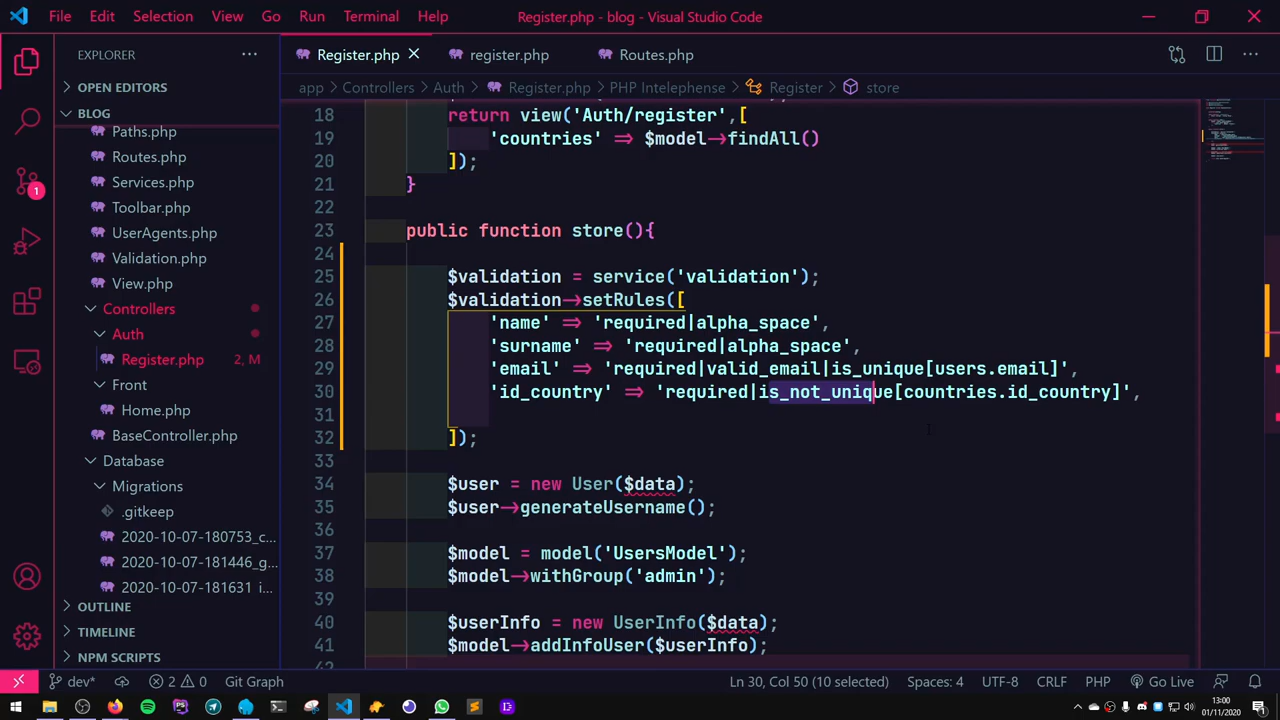 File Edit Selection View Go Run Terminal Help Register.php - blog - Visual Studio Code
EXPLORER
Register.php register.php Routes.php
OPEN EDITORS
app > Controllers > Auth > Register.php > PHP Intelephense > Register > store
BLOG
Paths.php
Routes.php
Services.php
Toolbar.php
UserAgents.php
Validation.php
View.php
Controllers
Auth
Register.php 2, M
Front
Home.php
BaseController.php
Database
Migrations
.gitkeep
2020-10-07-180753_c...
2020-10-07-181446_g...
2020-10-07-181631_i...
OUTLINE
TIMELINE
NPM SCRIPTS
1
18 return view('Auth/register',[
19 'countries' => $model->findAll()
20 ]);
21 }
22
23 public function store(){
24
25 $validation = service('validation');
26 $validation->setRules([
27 'name' => 'required|alpha_space',
28 'surname' => 'required|alpha_space',
29 'email' => 'required|valid_email|is_unique[users.email]',
30 'id_country' => 'required|is_not_unique[countries.id_country]',
31
32 ]);
33
34 $user = new User($data);
35 $user->generateUsername();
36
37 $model = model('UsersModel');
38 $model->withGroup('admin');
39
40 $userInfo = new UserInfo($data);
41 $model->addInfoUser($userInfo);
42
dev* 2 0 Git Graph Ln 30, Col 50 (10 selected) Spaces: 4 UTF-8 CRLF PHP Go Live
13:00
01/11/2020